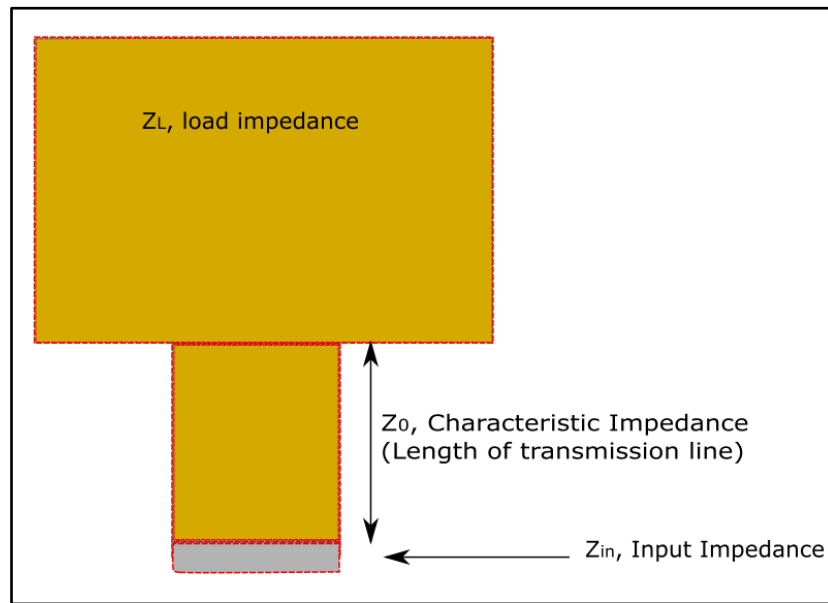 ZL, load impedance
Z0, Characteristic Impedance
(Length of transmission line)
Zin, Input Impedance